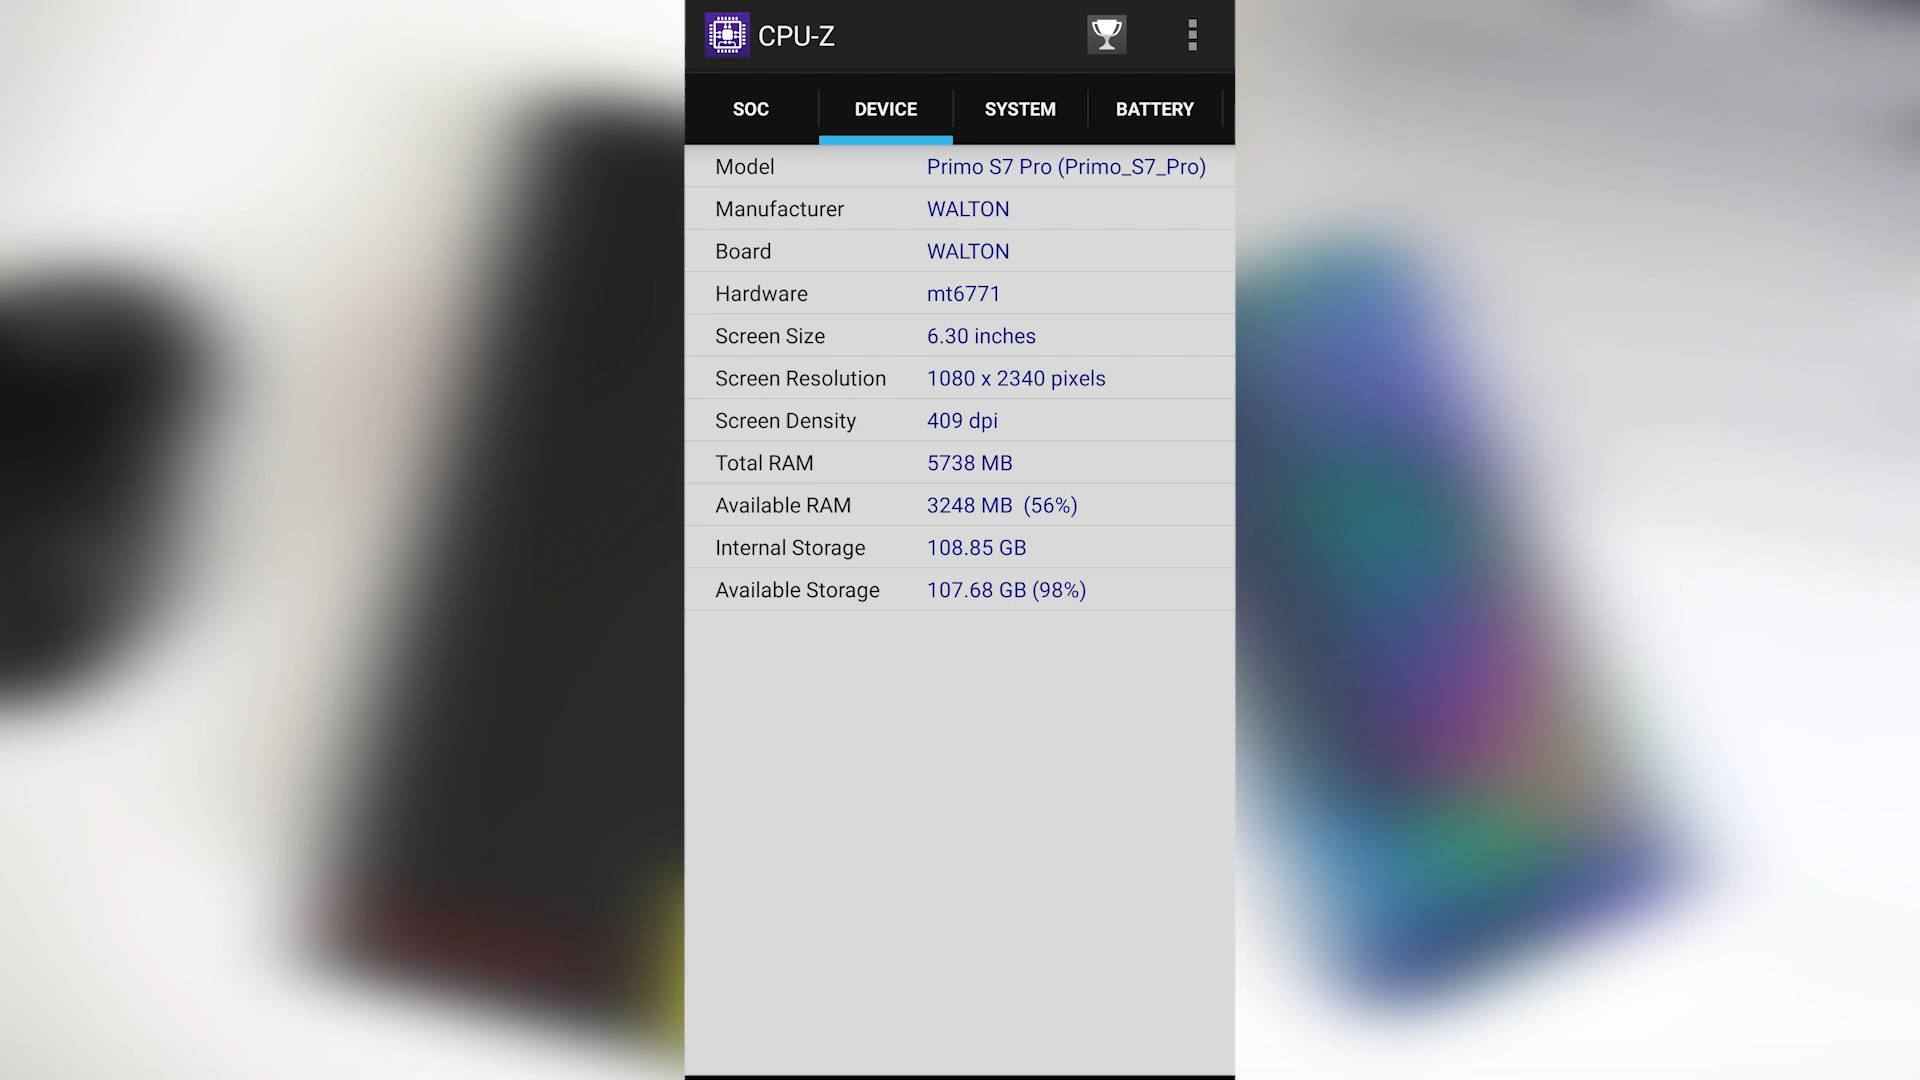 CPU-Z
SOC DEVICE SYSTEM BATTERY
Model Primo S7 Pro (Primo_S7_Pro)
Manufacturer WALTON
Board WALTON
Hardware mt6771
Screen Size 6.30 inches
Screen Resolution 1080 x 2340 pixels
Screen Density 409 dpi
Total RAM 5738 MB
Available RAM 3248 MB (56%)
Internal Storage 108.85 GB
Available Storage 107.68 GB (98%)